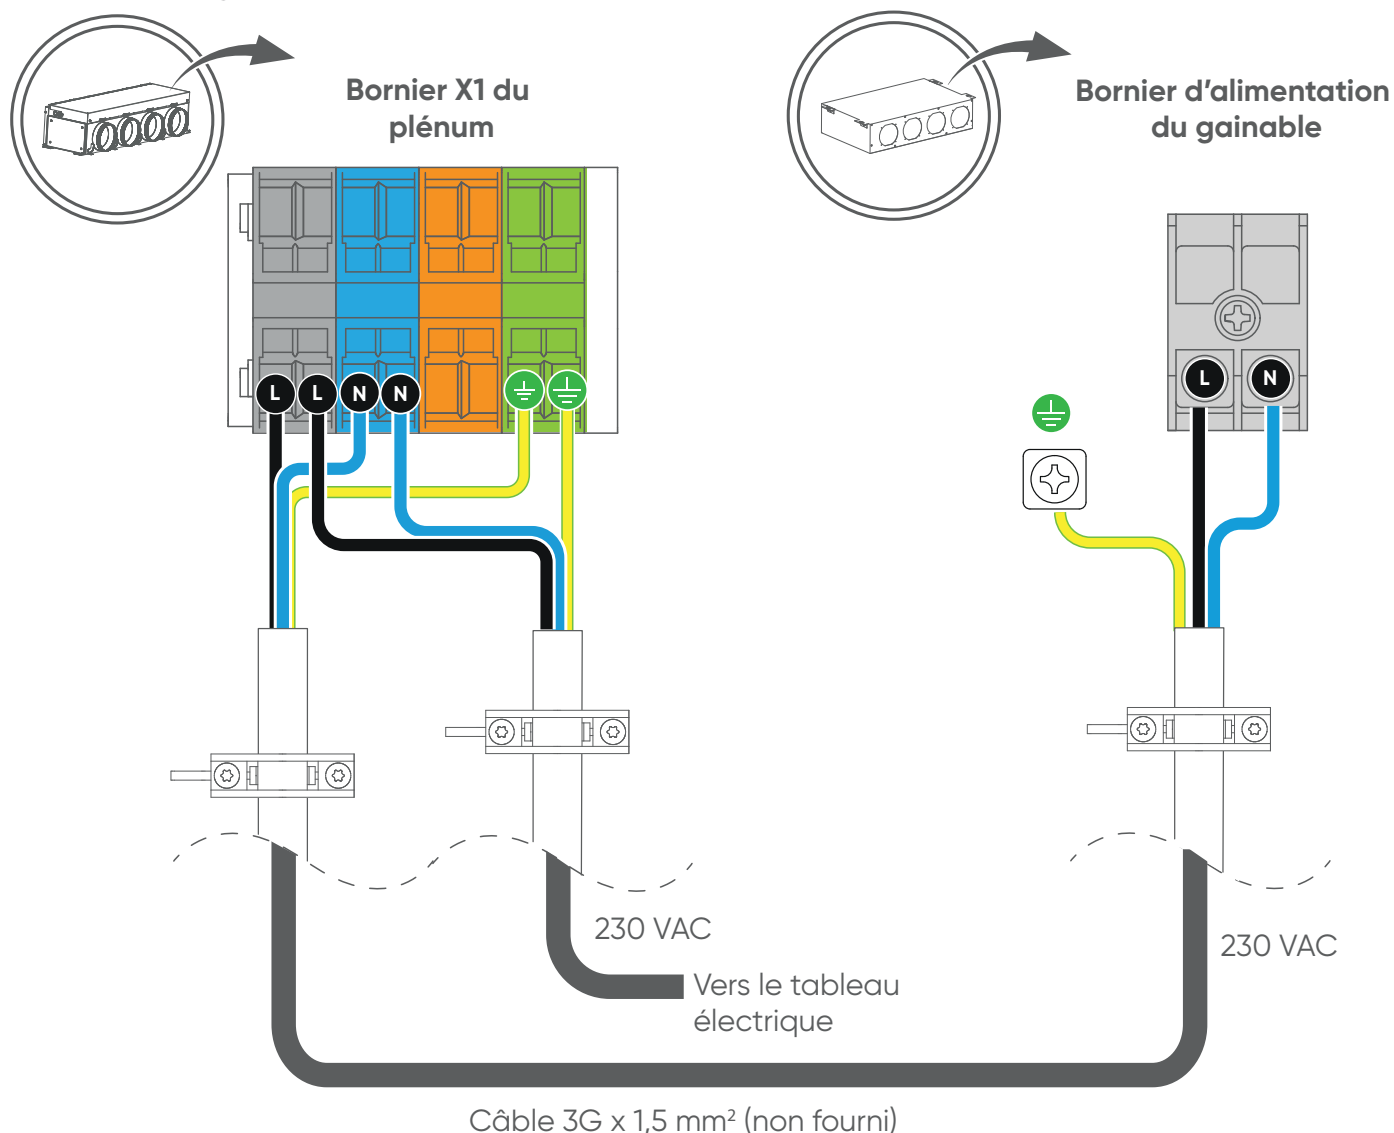 Bornier X1 du
plénum
Bornier d’alimentation
du gainable
L L N N
L N
230 VAC
230 VAC
Vers le tableau
électrique
Câble 3G x 1,5 mm² (non fourni)